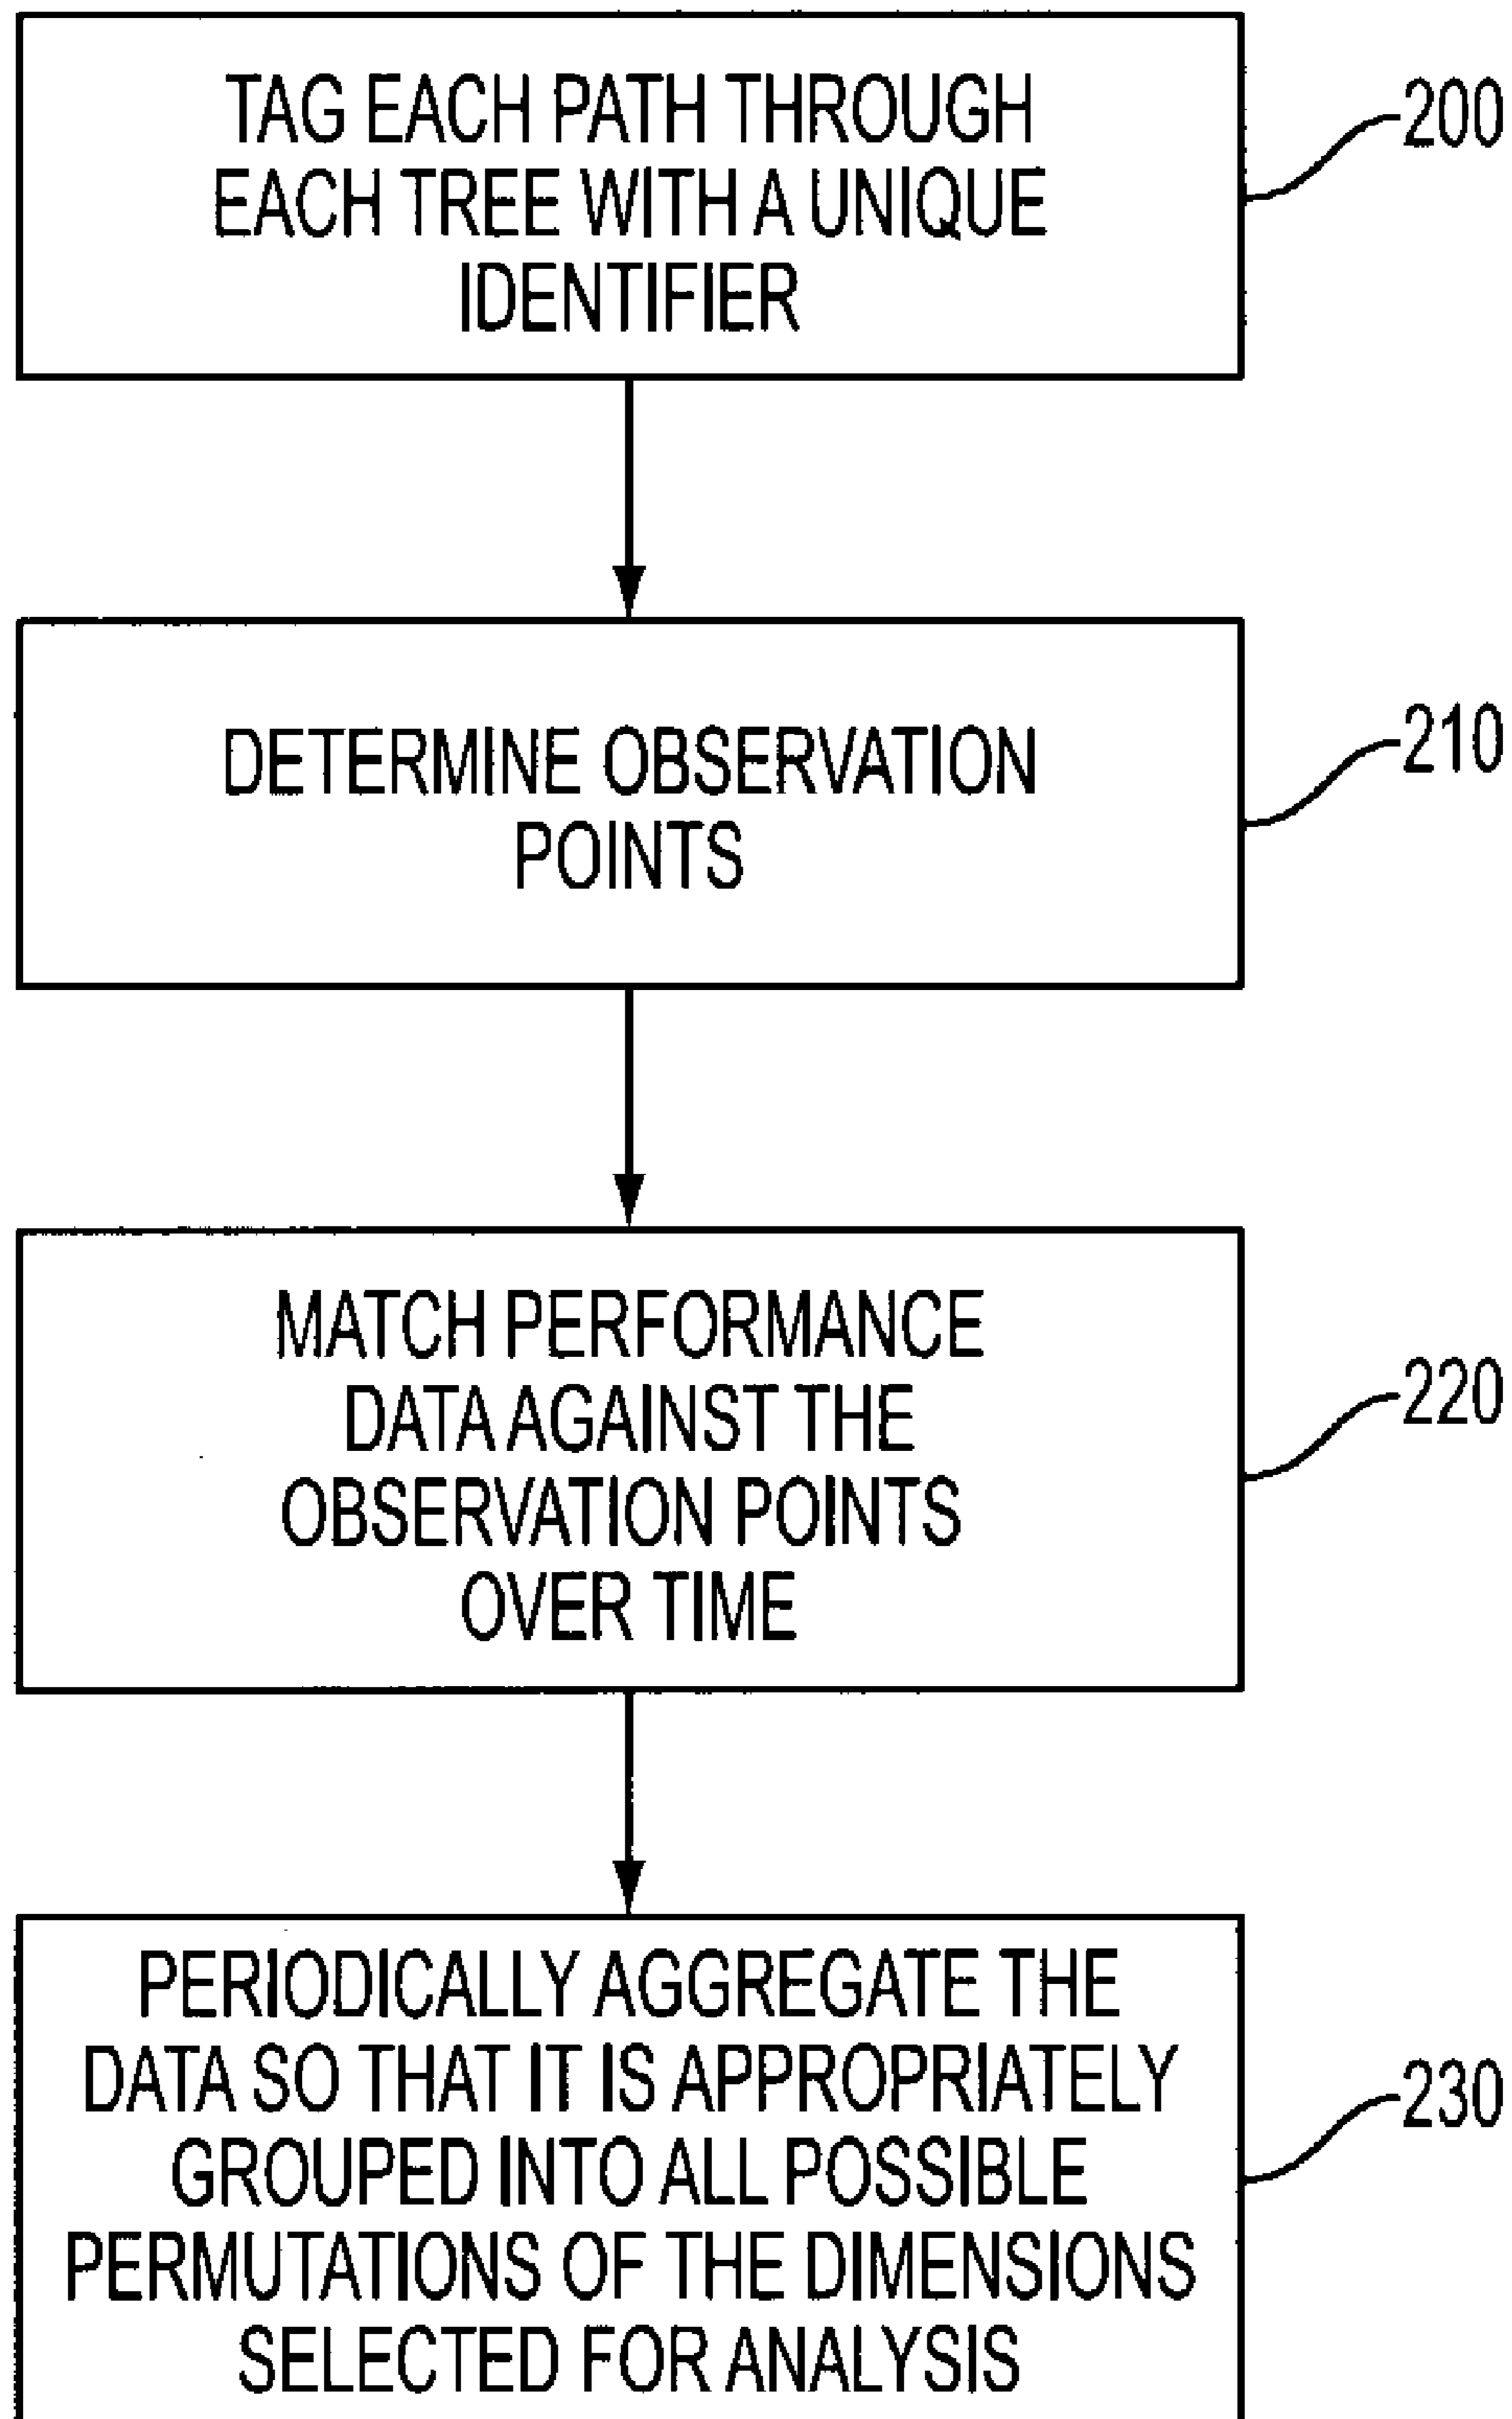 TAG EACH PATH THROUGH
EACH TREE WITH A UNIQUE
IDENTIFIER
200
DETERMINE OBSERVATION
POINTS
210
MATCH PERFORMANCE
DATA AGAINST THE
OBSERVATION POINTS
OVER TIME
220
PERIODICALLY AGGREGATE THE
DATA SO THAT IT IS APPROPRIATELY
GROUPED INTO ALL POSSIBLE
PERMUTATIONS OF THE DIMENSIONS
SELECTED FOR ANALYSIS
230